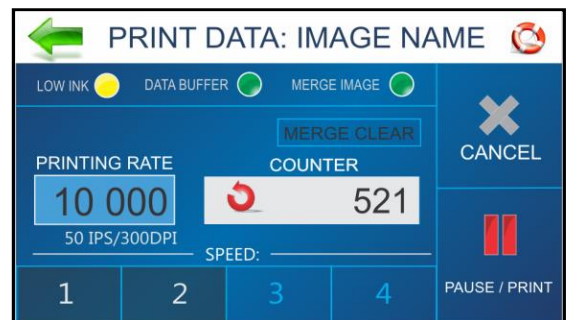 PRINT DATA: IMAGE NAME
LOW INK DATA BUFFER MERGE IMAGE
MERGE CLEAR
CANCEL
PRINTING RATE COUNTER
10 000 521
50 IPS/300DPI
SPEED:
1 2 3 4
PAUSE / PRINT